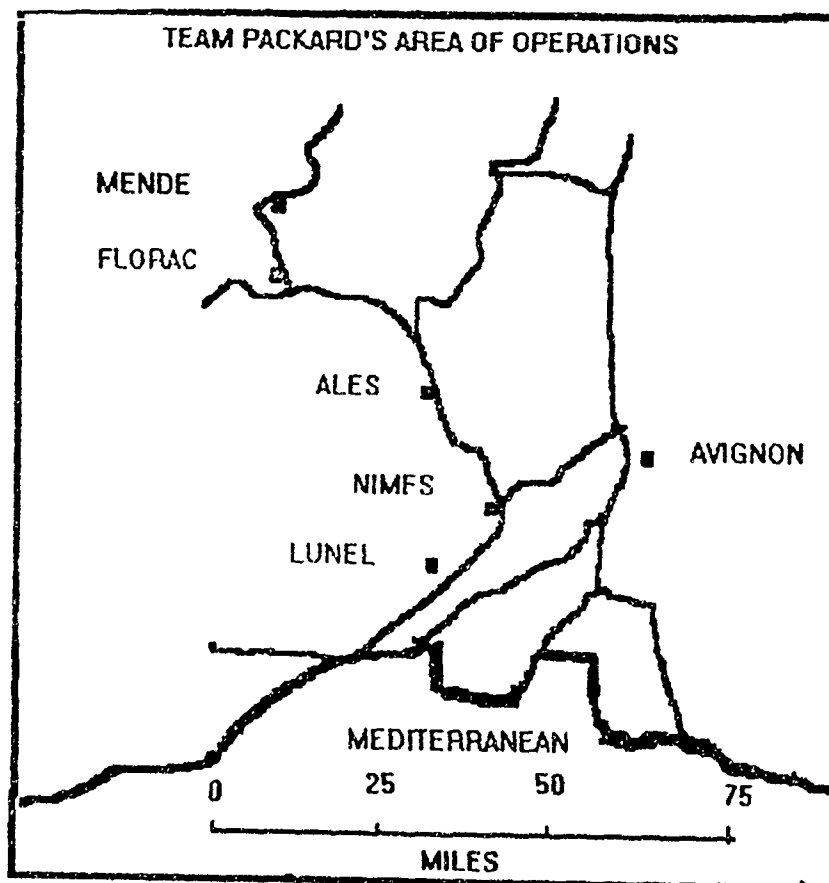 TEAM PACKARD'S AREA OF OPERATIONS
MENDE
FLORAC
ALES
AVIGNON
NIMES
LUNEL
MEDITERRANEAN
0 25 50 75
MILES